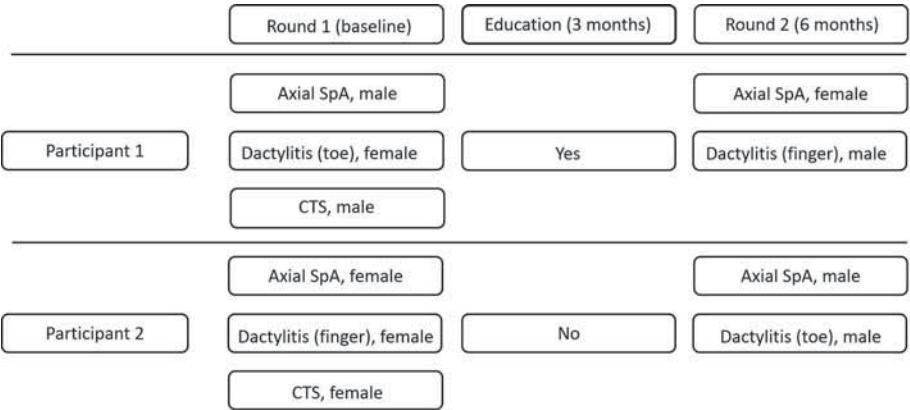 Round 1 (baseline)
Education (3 months)
Round 2 (6 months)
Axial SpA, male
Axial SpA, female
Participant 1
Dactylitis (toe), female
Yes
Dactylitis (finger), male
CTS, male
Axial SpA, female
Axial SpA, male
Participant 2
Dactylitis (finger), female
No
Dactylitis (toe), male
CTS, female